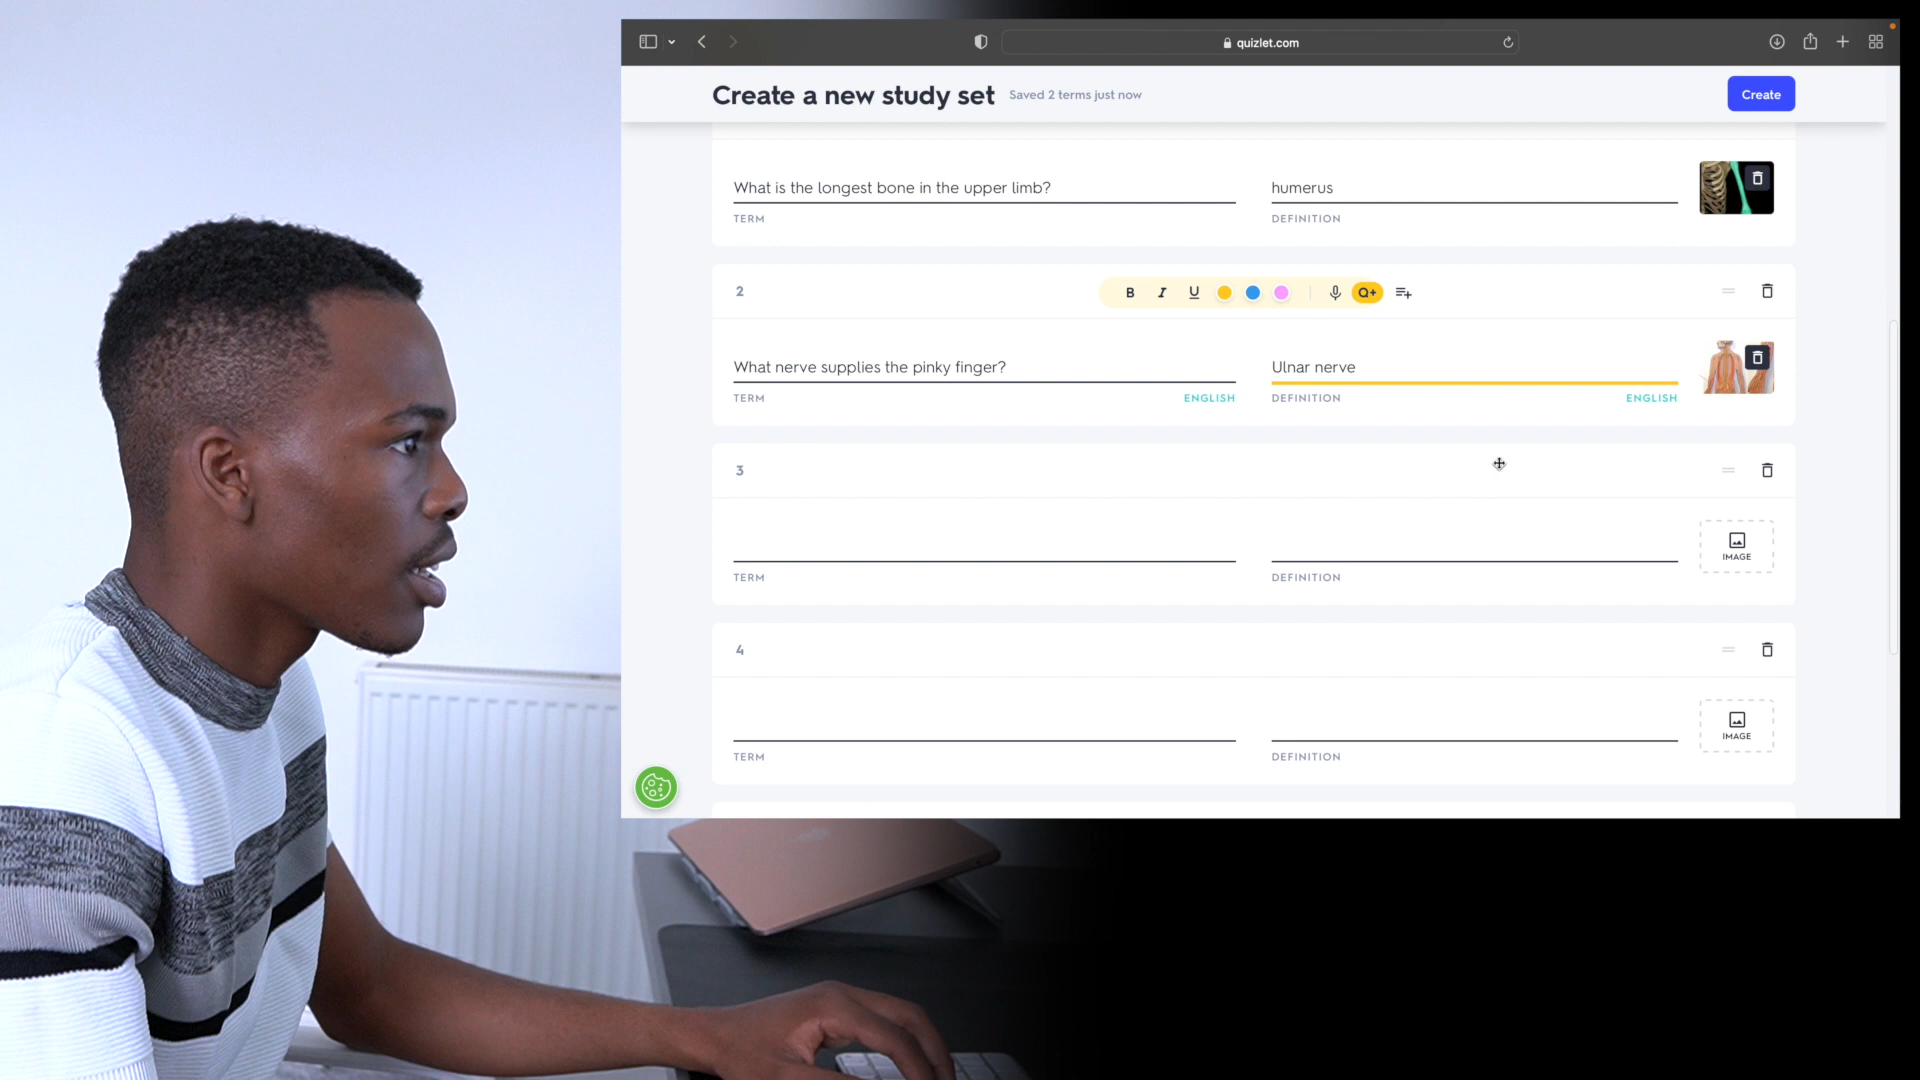 quizlet.com
Create a new study set Saved 2 terms just now Create
What is the longest bone in the upper limb? humerus
TERM DEFINITION
2 B I U Q+
What nerve supplies the pinky finger? Ulnar nerve
TERM ENGLISH DEFINITION ENGLISH
3
IMAGE
TERM DEFINITION
4
IMAGE
TERM DEFINITION